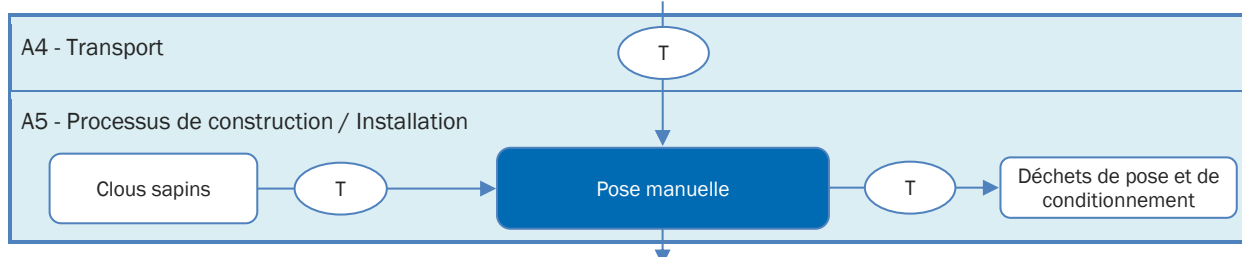 A4 - Transport
T
A5 - Processus de construction / Installation
Clous sapins
T
Pose manuelle
T
Déchets de pose et de
conditionnement